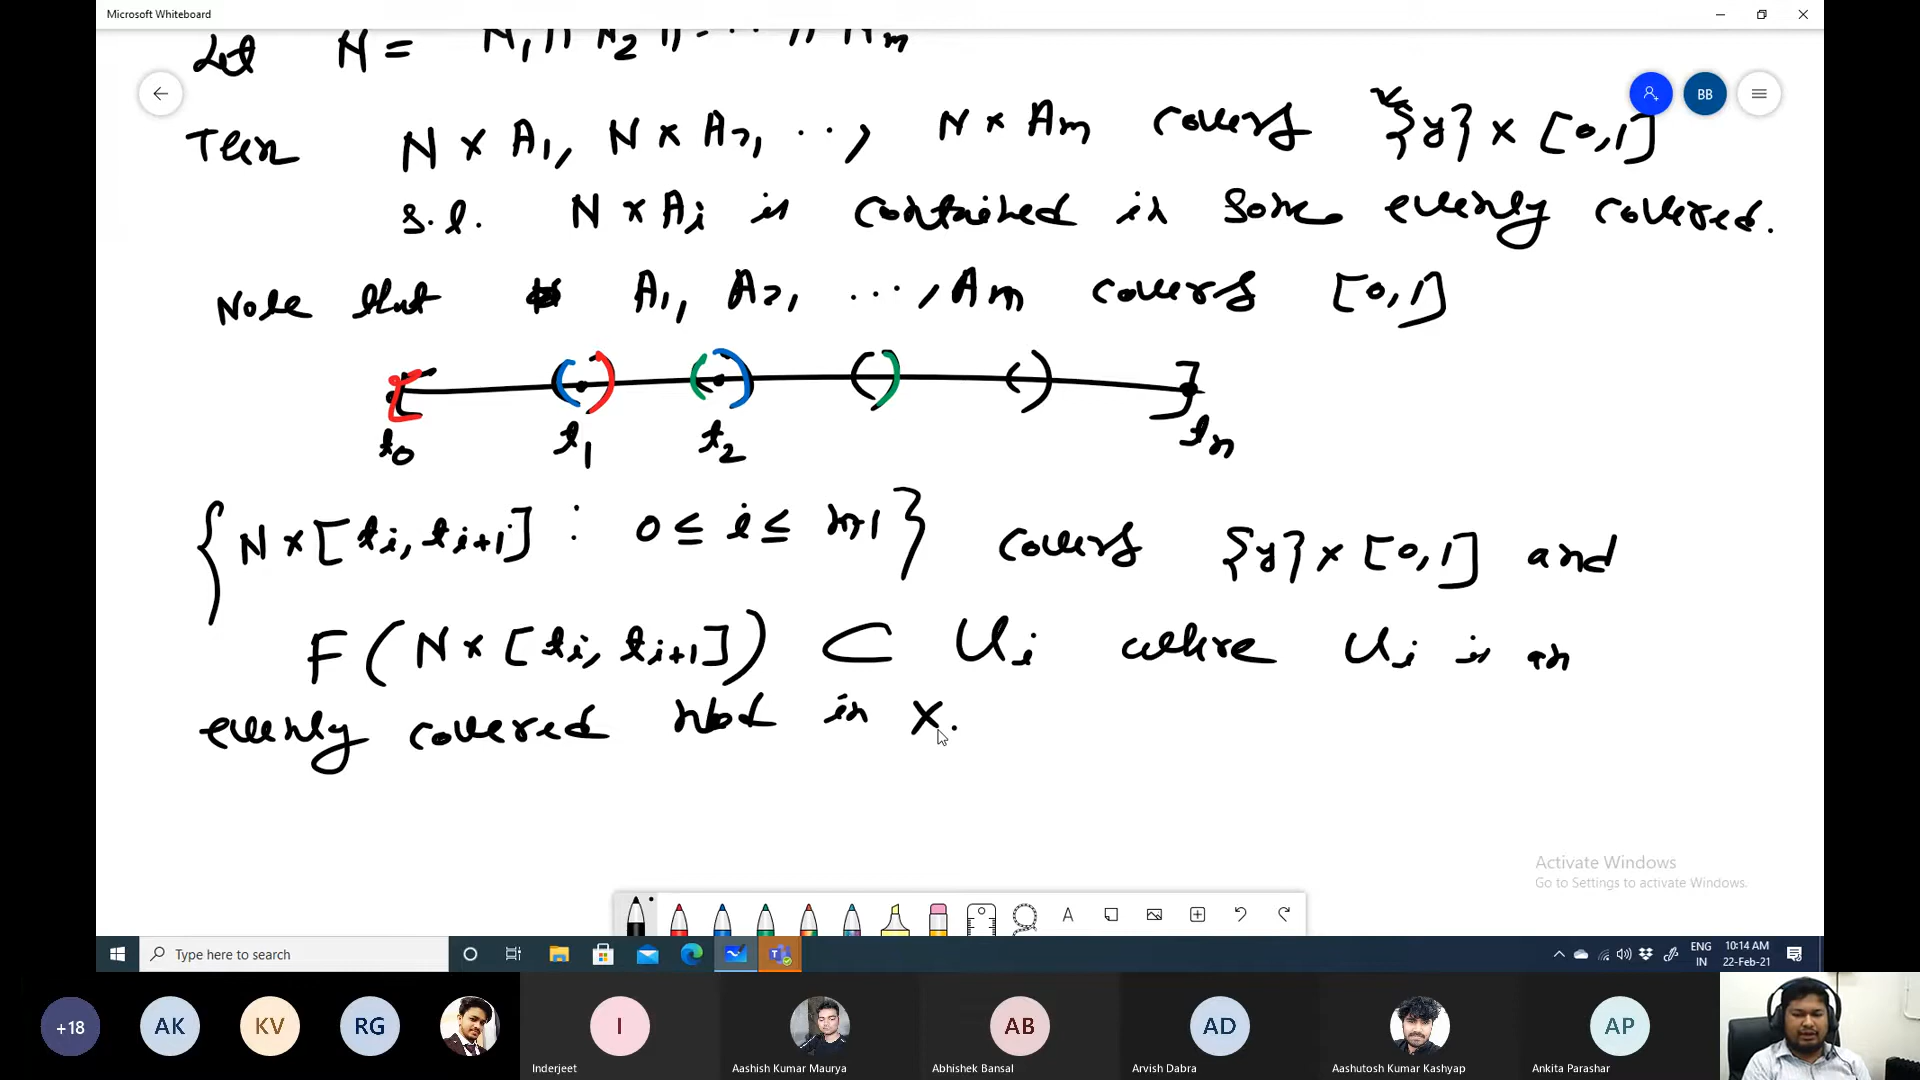 Microsoft Whiteboard
Let N = N1 ∩ N2 ∩ ... ∩ Nm
BB
Then N × A1, N × A2, ..., N × Am covers {y} × [0,1]
s.t. N × Ai is contained in some evenly covered.
Note that A1, A2, ..., Am covers [0,1]
t0 t1 t2 tn
{N × [ti, ti+1] : 0 ≤ i ≤ n-1} covers {y} × [0,1] and
F(N × [ti, ti+1]) ⊂ Ui where Ui is an
evenly covered nbd in X.
Activate Windows
Go to Settings to activate Windows.
A
Type here to search
ENG
IN
10:14 AM
22-Feb-21
+18 AK KV RG I AB AD AP
Inderjeet Aashish Kumar Maurya Abhishek Bansal Arvish Dabra Aashutosh Kumar Kashyap Ankita Parashar